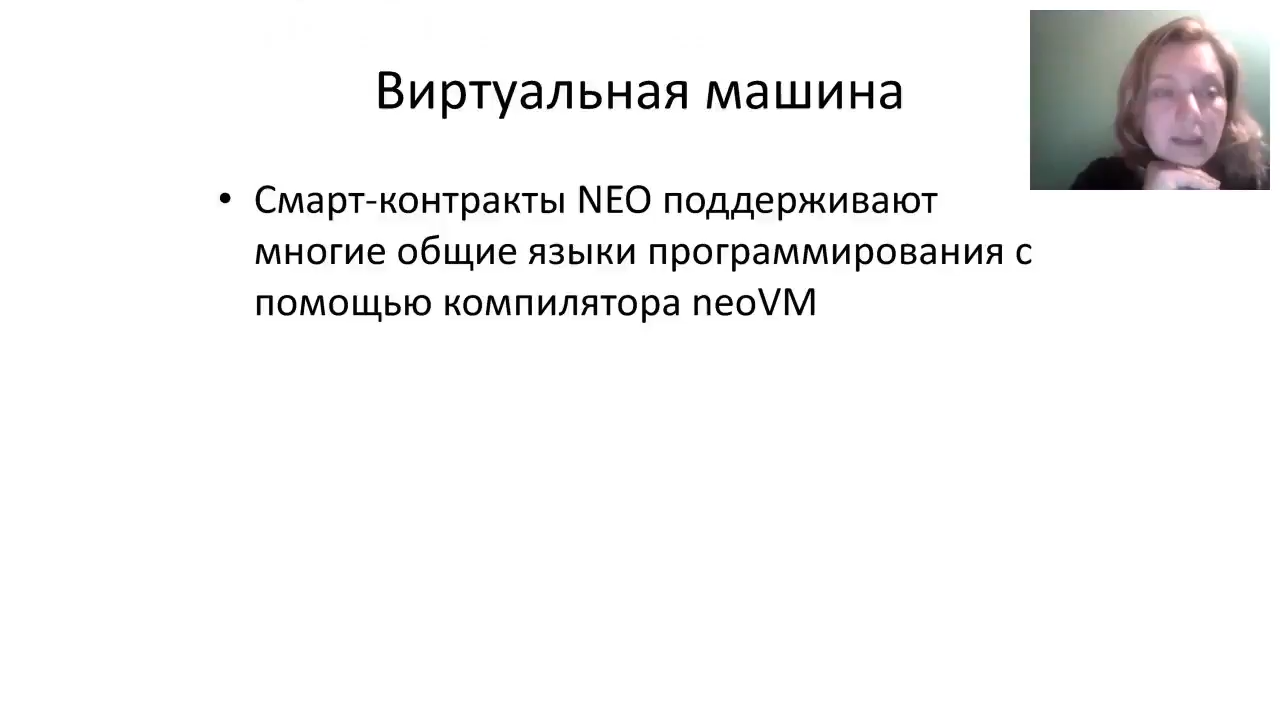 Виртуальная машина
• Смарт-контракты NEO поддерживают
многие общие языки программирования с
помощью компилятора neoVM